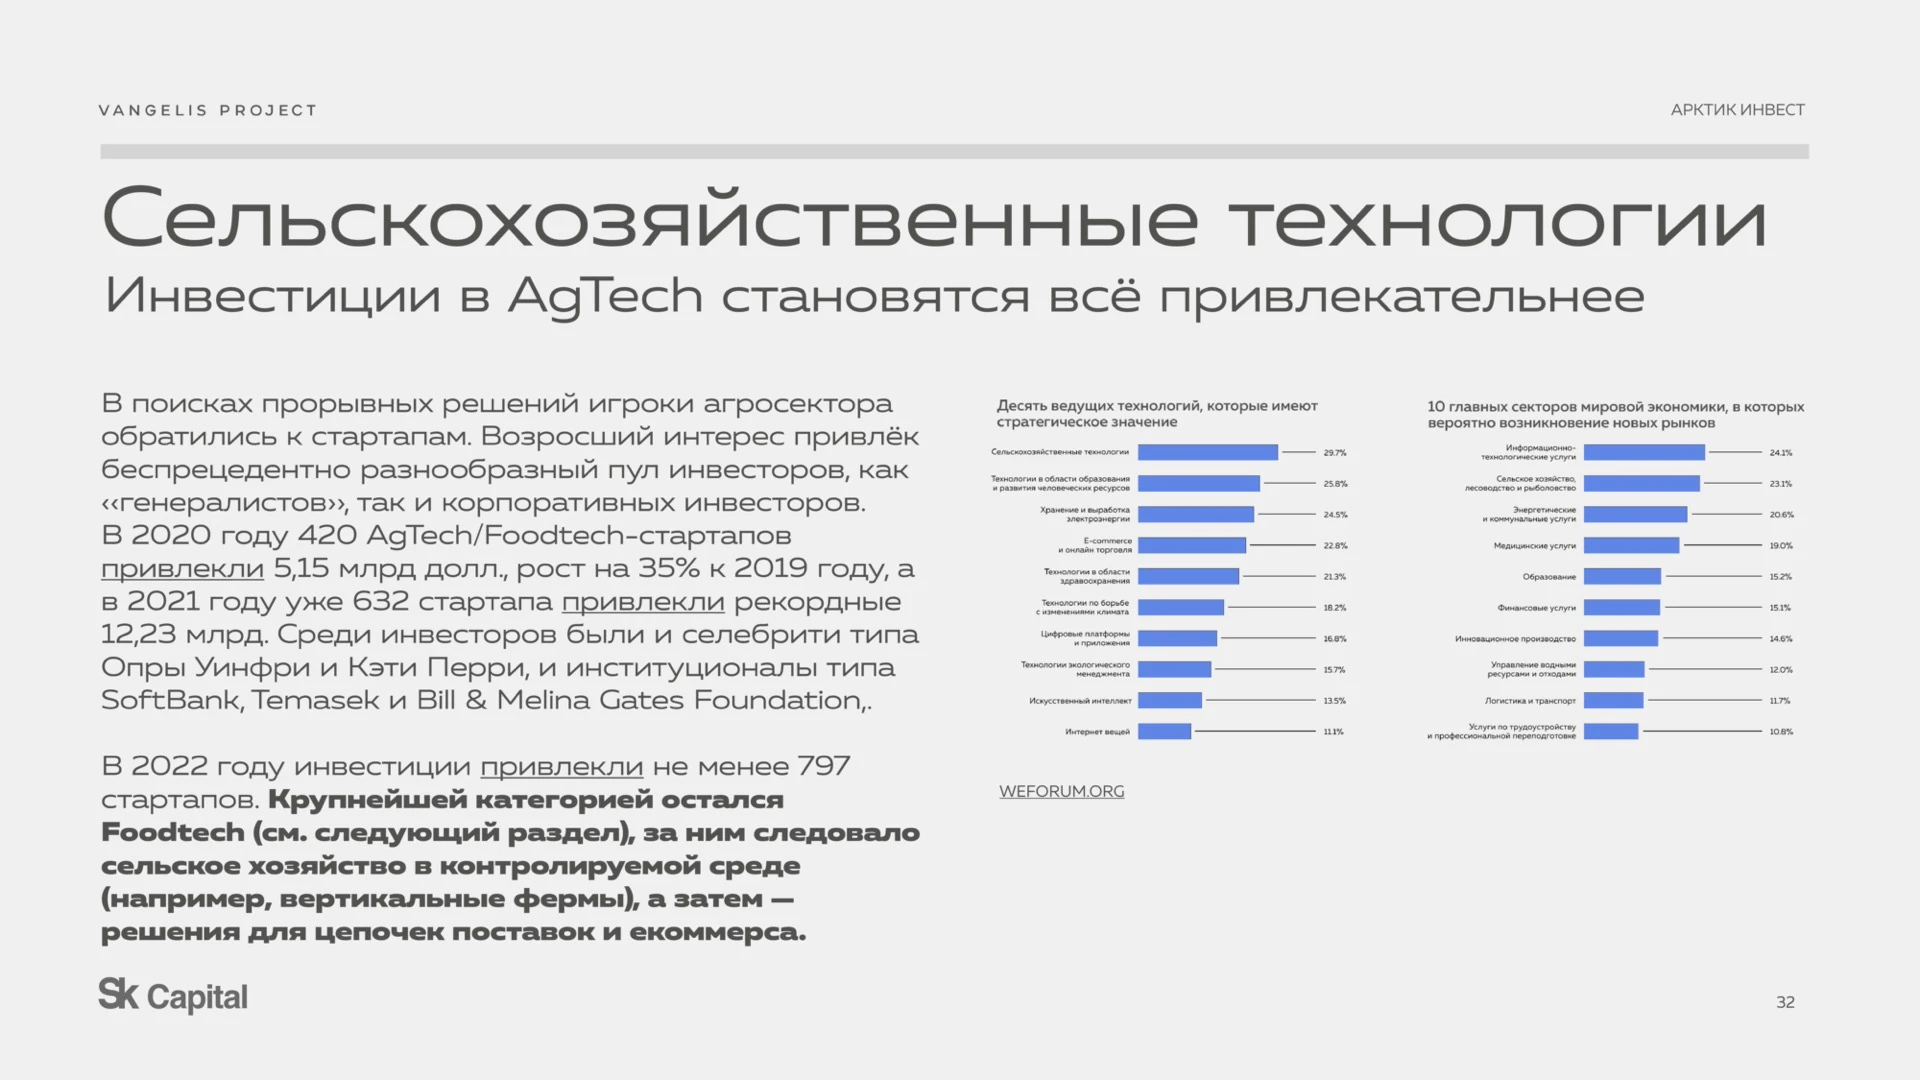 VANGELIS PROJECT
АРКТИК ИНВЕСТ
Сельскохозяйственные технологии
Инвестиции в AgTech становятся всё привлекательнее
В поисках прорывных решений игроки агросектора
обратились к стартапам. Возросший интерес привлёк
беспрецедентно разнообразный пул инвесторов, как
‹‹генералистов››, так и корпоративных инвесторов.
В 2020 году 420 AgTech/Foodtech-стартапов
привлекли 5,15 млрд долл., рост на 35% к 2019 году, а
в 2021 году уже 632 стартапа привлекли рекордные
12,23 млрд. Среди инвесторов были и селебрити типа
Опры Уинфри и Кэти Перри, и институционалы типа
SoftBank, Temasek и Bill & Melina Gates Foundation,.
В 2022 году инвестиции привлекли не менее 797
стартапов. Крупнейшей категорией остался
Foodtech (см. следующий раздел), за ним следовало
сельское хозяйство в контролируемой среде
(например, вертикальные фермы), а затем —
решения для цепочек поставок и екоммерса.
Десять ведущих технологий, которые имеют
стратегическое значение
Сельскохозяйственные технологии 29.7%
Технологии в области образования
и развития человеческих ресурсов 25.8%
Хранение и выработка
электроэнергии 24.5%
E-commerce
и онлайн торговля 22.8%
Технологии в области
здравоохранения 21.3%
Технологии по борьбе
с изменениями климата 18.2%
Цифровые платформы
и приложения 16.8%
Технологии экологического
менеджмента 15.7%
Искусственный интеллект 13.5%
Интернет вещей 11.1%
WEFORUM.ORG
10 главных секторов мировой экономики, в которых
вероятно возникновение новых рынков
Информационно-
технологические услуги 24.1%
Сельское хозяйство,
лесоводство и рыболовство 23.1%
Энергетические
и коммунальные услуги 20.6%
Медицинские услуги 19.0%
Образование 15.2%
Финансовые услуги 15.1%
Инновационное производство 14.6%
Управление водными
ресурсами и отходами 12.0%
Логистика и транспорт 11.7%
Услуги по трудоустройству
и профессиональной переподготовке 10.8%
Sk Capital
32